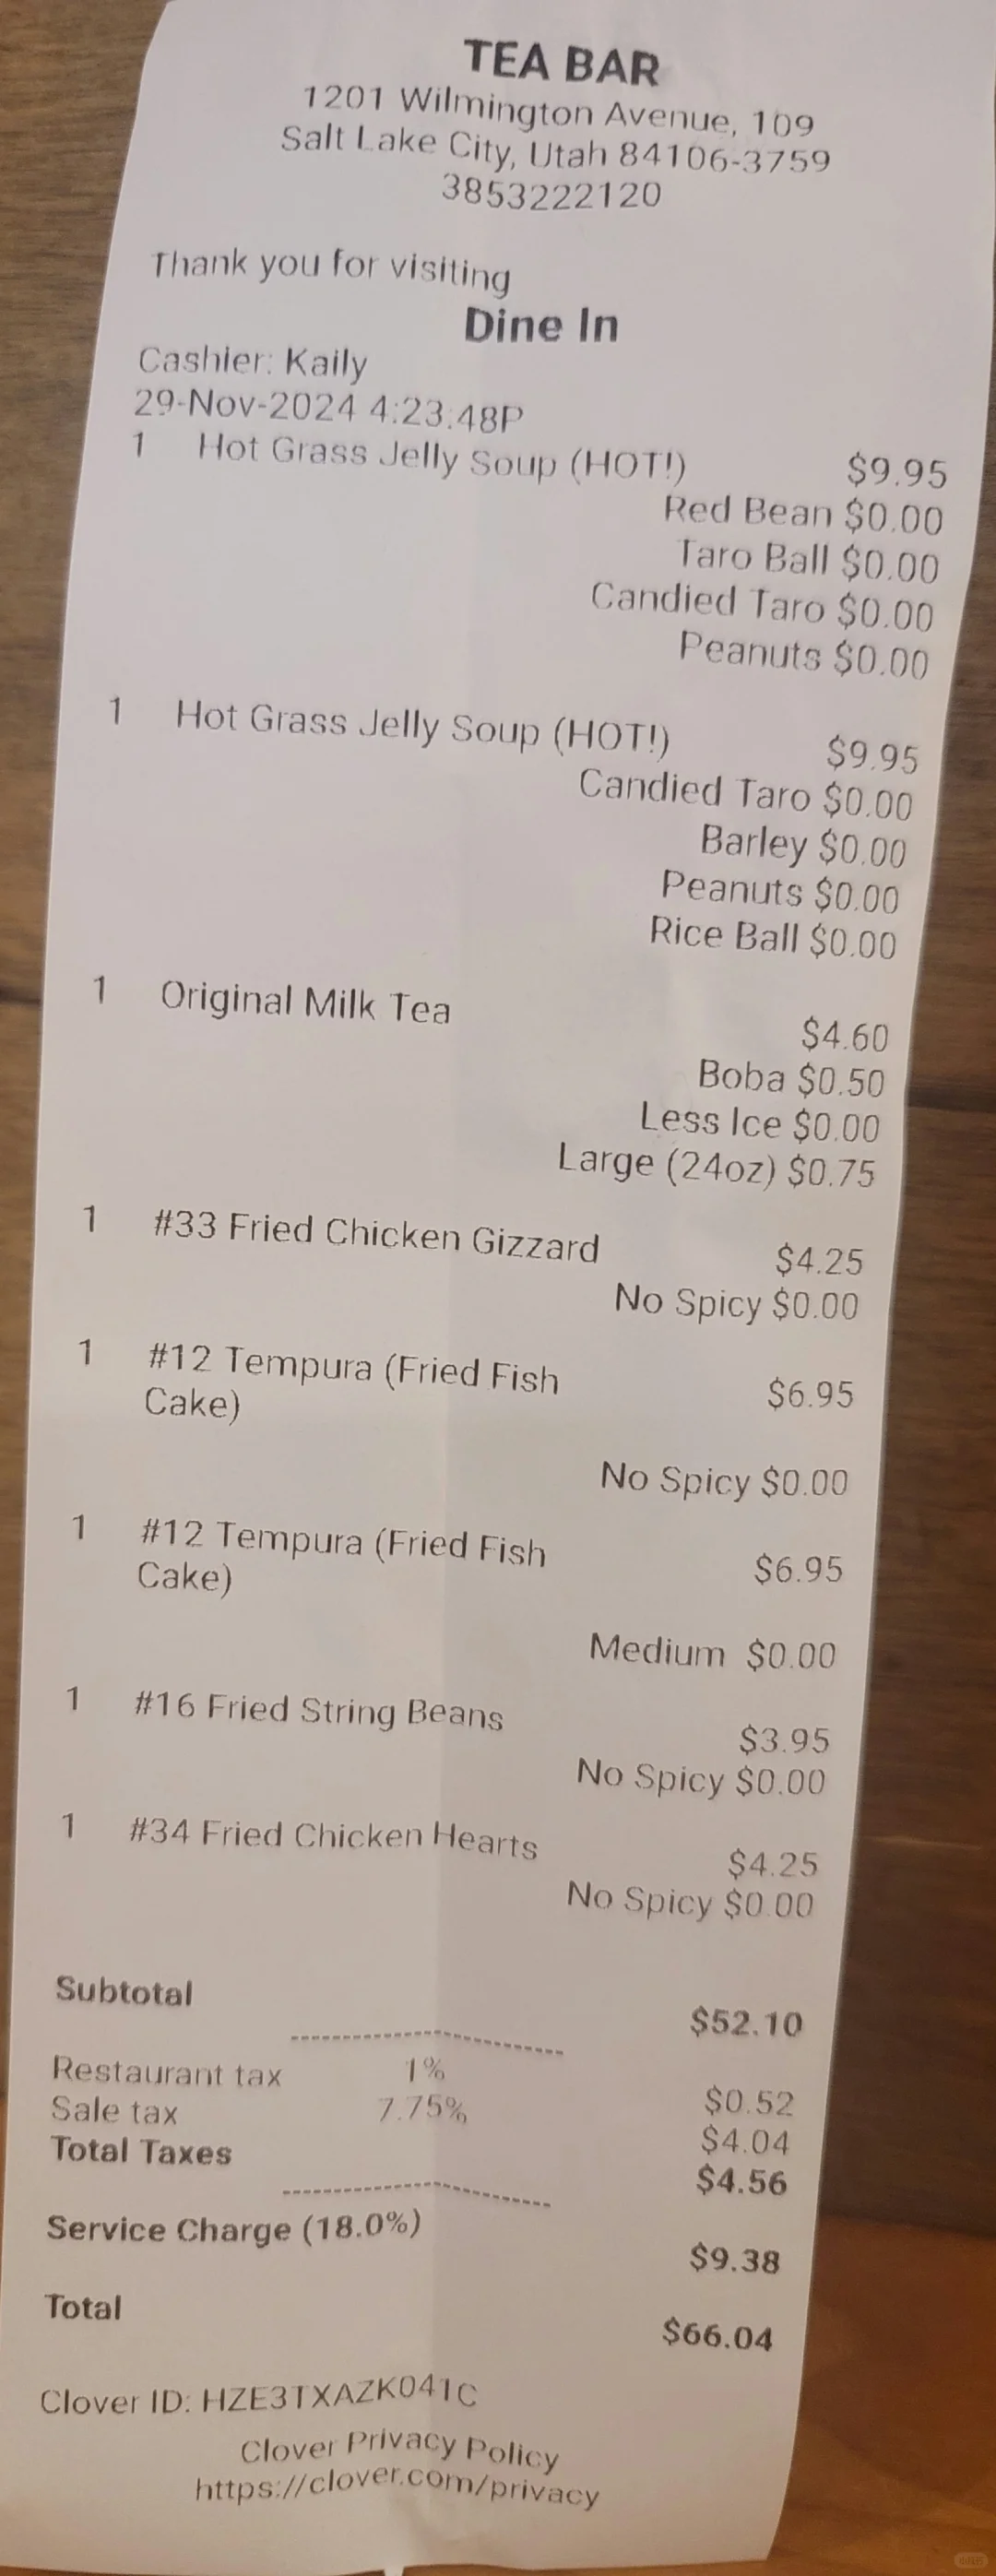 TEA BAR
1201 Wilmington Avenue, 109
Salt Lake City, Utah 84106-3759
3853222120
Thank you for visiting
Dine In
Cashier: Kaily
29-Nov-2024 4:23:48P
1 Hot Grass Jelly Soup (HOT!) $9.95
Red Bean $0.00
Taro Ball $0.00
Candied Taro $0.00
Peanuts $0.00
1 Hot Grass Jelly Soup (HOT!) $9.95
Candied Taro $0.00
Barley $0.00
Peanuts $0.00
Rice Ball $0.00
1 Original Milk Tea $4.60
Boba $0.50
Less Ice $0.00
Large (24oz) $0.75
1 #33 Fried Chicken Gizzard $4.25
No Spicy $0.00
1 #12 Tempura (Fried Fish $6.95
Cake)
No Spicy $0.00
1 #12 Tempura (Fried Fish $6.95
Cake)
Medium $0.00
1 #16 Fried String Beans $3.95
No Spicy $0.00
1 #34 Fried Chicken Hearts $4.25
No Spicy $0.00
Subtotal $52.10
Restaurant tax 1% $0.52
Sale tax 7.75% $4.04
Total Taxes $4.56
Service Charge (18.0%) $9.38
Total $66.04
Clover ID: HZE3TXAZK041C
Clover Privacy Policy
https://clover.com/privacy